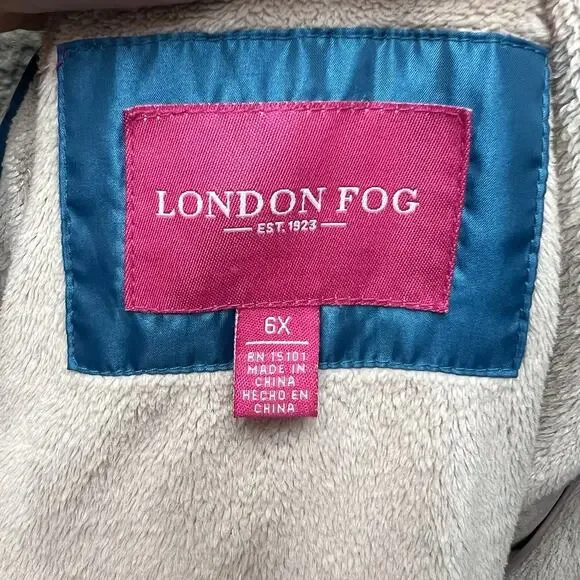 LONDON FOG
EST. 1923
6X
RN 15101
MADE IN
CHINA
HECHO EN
CHINA